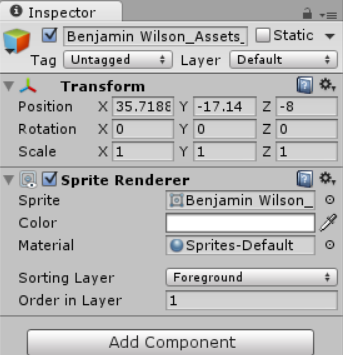 Inspector
Benjamin Wilson_Assets_ Static
Tag Untagged Layer Default
Transform
Position X 35.7188 Y -17.14 Z -8
Rotation X 0 Y 0 Z 0
Scale X 1 Y 1 Z 1
Sprite Renderer
Sprite Benjamin Wilson_
Color
Material Sprites-Default
Sorting Layer Foreground
Order in Layer 1
Add Component